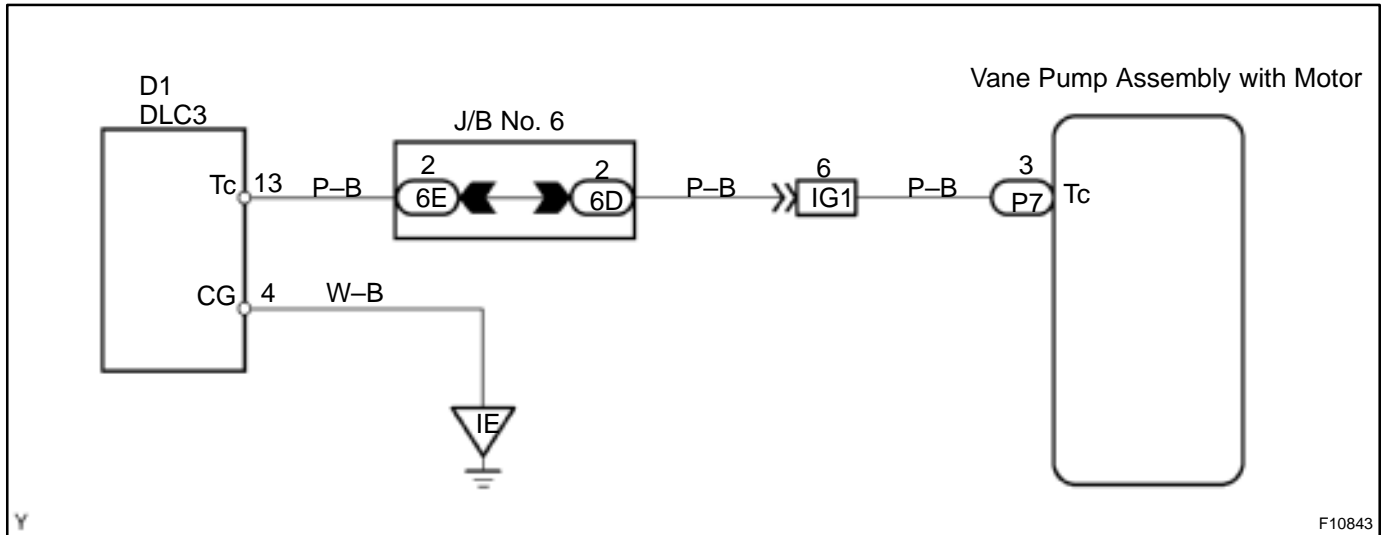 D1
DLC3
J/B No. 6
Vane Pump Assembly with Motor
Tc 13 P–B
2
6E
2
6D
P–B
6
IG1
P–B
3
P7
Tc
CG 4 W–B
IE
Y
F10843